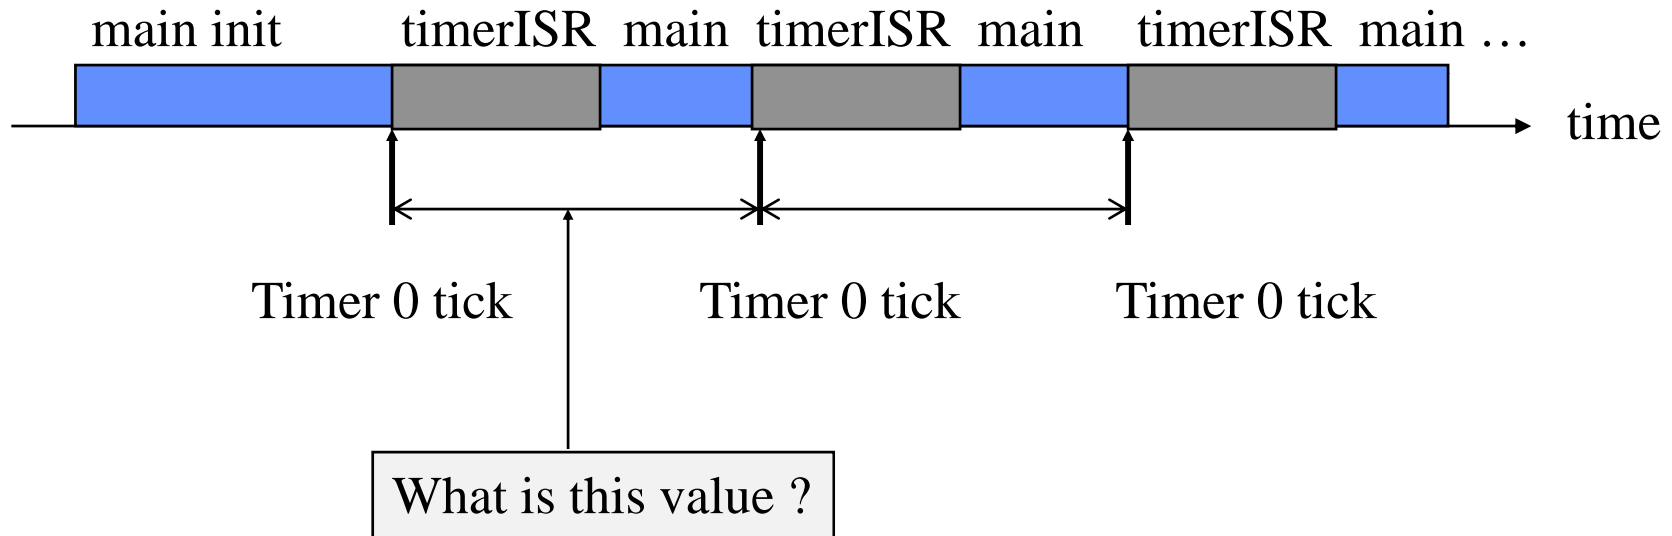 main init timerISR main timerISR main timerISR main …
time
Timer 0 tick Timer 0 tick Timer 0 tick
What is this value ?